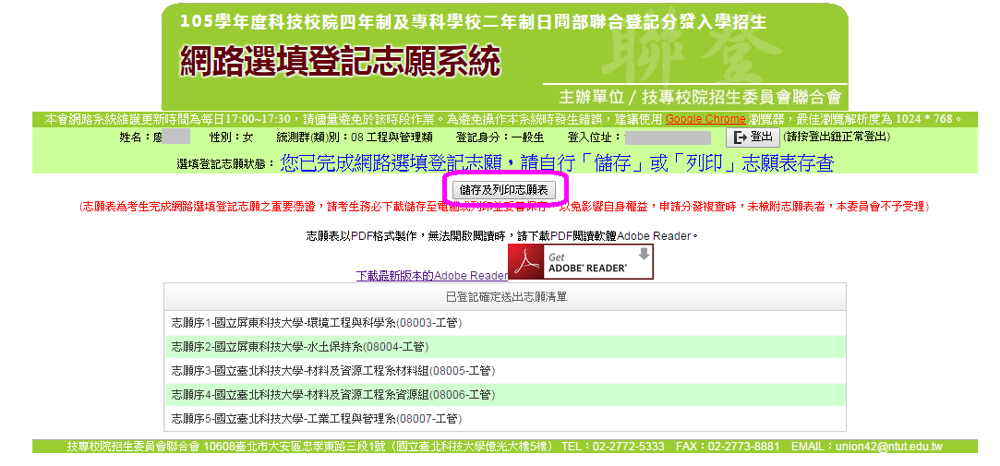 105學年度科技校院四年制及專科學校二年制日間部聯合登記分發入學招生
聯登
網路選填登記志願系統
主辦單位 / 技專校院招生委員會聯合會
本會網路系統維護更新時間為每日17:00~17:30，請儘量避免於該時段作業。為避免操作本系統時發生錯誤，建議使用 Google Chrome 瀏覽器，最佳瀏覽解析度為 1024 * 768。
姓名：廖 性別：女 統測群(類)別：08 工程與管理類 登記身分：一般生 登入位址： 登出 (請按登出鈕正常登出)
選填登記志願狀態：您已完成網路選填登記志願，請自行「儲存」或「列印」志願表存查
儲存及列印志願表
(志願表為考生完成網路選填登記志願之重要憑證，請考生務必下載儲存至電腦或列印並妥善保存，以免影響自身權益，申請分發複查時，未檢附志願表者，本委員會不予受理)
志願表以PDF格式製作，無法開啟閱讀時，請下載PDF閱讀軟體Adobe Reader。
下載最新版本的Adobe Reader Get ADOBE® READER®
已登記確定送出志願清單
志願序1-國立屏東科技大學-環境工程與科學系(08003-工管)
志願序2-國立屏東科技大學-水土保持系(08004-工管)
志願序3-國立臺北科技大學-材料及資源工程系材料組(08005-工管)
志願序4-國立臺北科技大學-材料及資源工程系資源組(08006-工管)
志願序5-國立臺北科技大學-工業工程與管理系(08007-工管)
技專校院招生委員會聯合會 10608臺北市大安區忠孝東路三段1號（國立臺北科技大學億光大樓5樓） TEL：02-2772-5333 FAX：02-2773-8881 EMAIL：union42@ntut.edu.tw